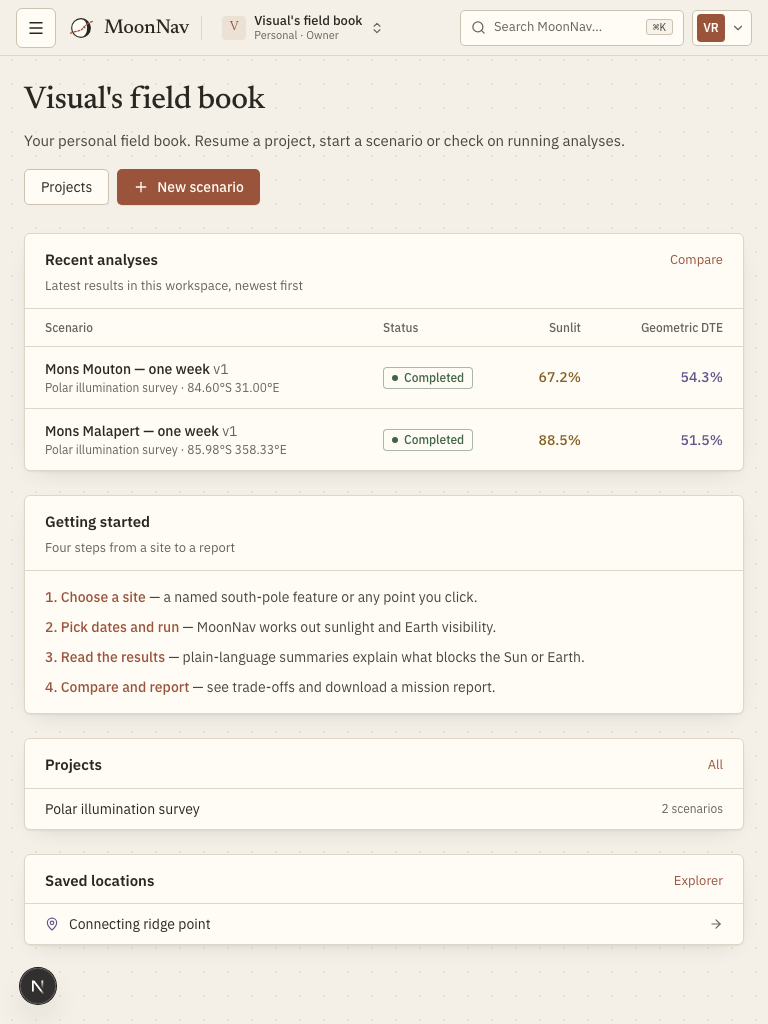 MoonNav
V
Visual's field book
Personal · Owner
Search MoonNav...
⌘K
VR
Visual's field book
Your personal field book. Resume a project, start a scenario or check on running analyses.
Projects
+ New scenario
Recent analyses
Compare
Latest results in this workspace, newest first
Scenario Status Sunlit Geometric DTE
Mons Mouton — one week v1
Polar illumination survey · 84.60°S 31.00°E
Completed 67.2% 54.3%
Mons Malapert — one week v1
Polar illumination survey · 85.98°S 358.33°E
Completed 88.5% 51.5%
Getting started
Four steps from a site to a report
1. Choose a site — a named south-pole feature or any point you click.
2. Pick dates and run — MoonNav works out sunlight and Earth visibility.
3. Read the results — plain-language summaries explain what blocks the Sun or Earth.
4. Compare and report — see trade-offs and download a mission report.
Projects
All
Polar illumination survey
2 scenarios
Saved locations
Explorer
Connecting ridge point
N